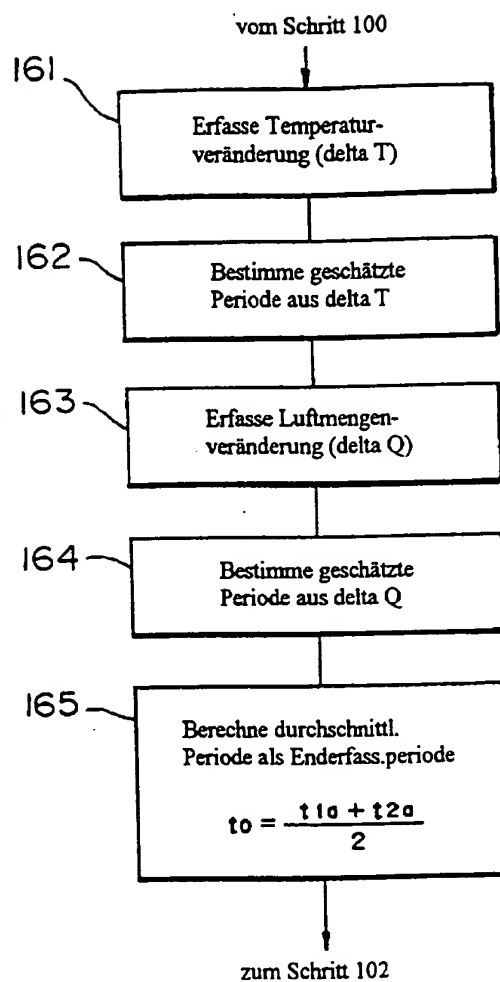 vom Schritt 100
161
Erfasse Temperatur-
veränderung (delta T)
162
Bestimme geschätzte
Periode aus delta T
163
Erfasse Luftmengen-
veränderung (delta Q)
164
Bestimme geschätzte
Periode aus delta Q
165
Berechne durchschnittl.
Periode als Enderfass.periode
to = (t1a + t2a) / 2
zum Schritt 102